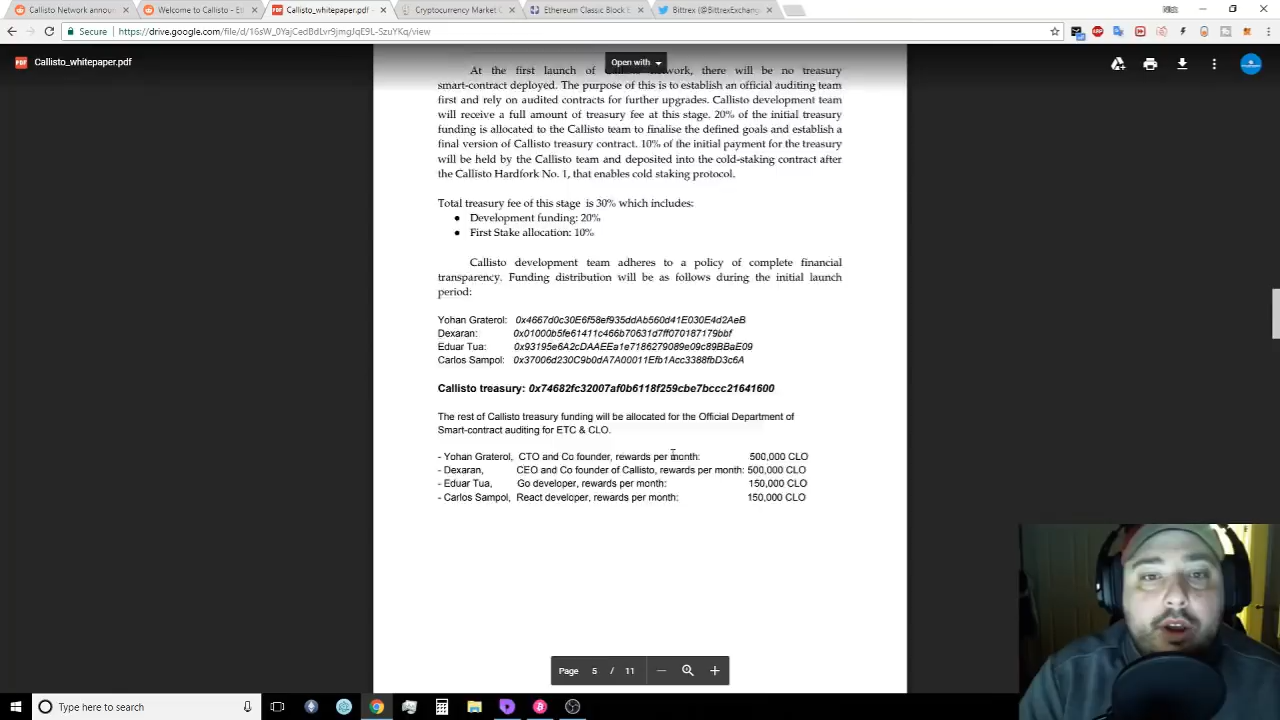 Callisto Network annou
Welcome to Callisto - Eth
Callisto_whitepaper.pdf -
Cryptocurrency Market C
Ethereum Classic Block E
Bittrex (@BittrexExchang
Secure
https://drive.google.com/file/d/16sW_0YajCedBdLvr9jmgJqE9L-SzuYKq/view
PDF Callisto_whitepaper.pdf
Open with
At the first launch of Network, there will be no treasury
smart-contract deployed. The purpose of this is to establish an official auditing team
first and rely on audited contracts for further upgrades. Callisto development team
will receive a full amount of treasury fee at this stage. 20% of the initial treasury
funding is allocated to the Callisto team to finalise the defined goals and establish a
final version of Callisto treasury contract. 10% of the initial payment for the treasury
will be held by the Callisto team and deposited into the cold-staking contract after
the Callisto Hardfork No. 1, that enables cold staking protocol.
Total treasury fee of this stage is 30% which includes:
● Development funding: 20%
● First Stake allocation: 10%
Callisto development team adheres to a policy of complete financial
transparency. Funding distribution will be as follows during the initial launch
period:
Yohan Graterol: 0x4667d0c30E6f58ef935ddAb560d41E030E4d2AeB
Dexaran: 0x01000b5fe61411c466b70631d7ff070187179bbf
Eduar Tua: 0x93195e6A2cDAAEEa1e7186279089e09c89BBaE09
Carlos Sampol: 0x37006d230C9b0dA7A00011Efb1Acc3388fbD3c6A
Callisto treasury: 0x74682fc32007af0b6118f259cbe7bccc21641600
The rest of Callisto treasury funding will be allocated for the Official Department of
Smart-contract auditing for ETC & CLO.
- Yohan Graterol, CTO and Co founder, rewards per month: 500,000 CLO
- Dexaran, CEO and Co founder of Callisto, rewards per month: 500,000 CLO
- Eduar Tua, Go developer, rewards per month: 150,000 CLO
- Carlos Sampol, React developer, rewards per month: 150,000 CLO
Page 5 / 11
Type here to search